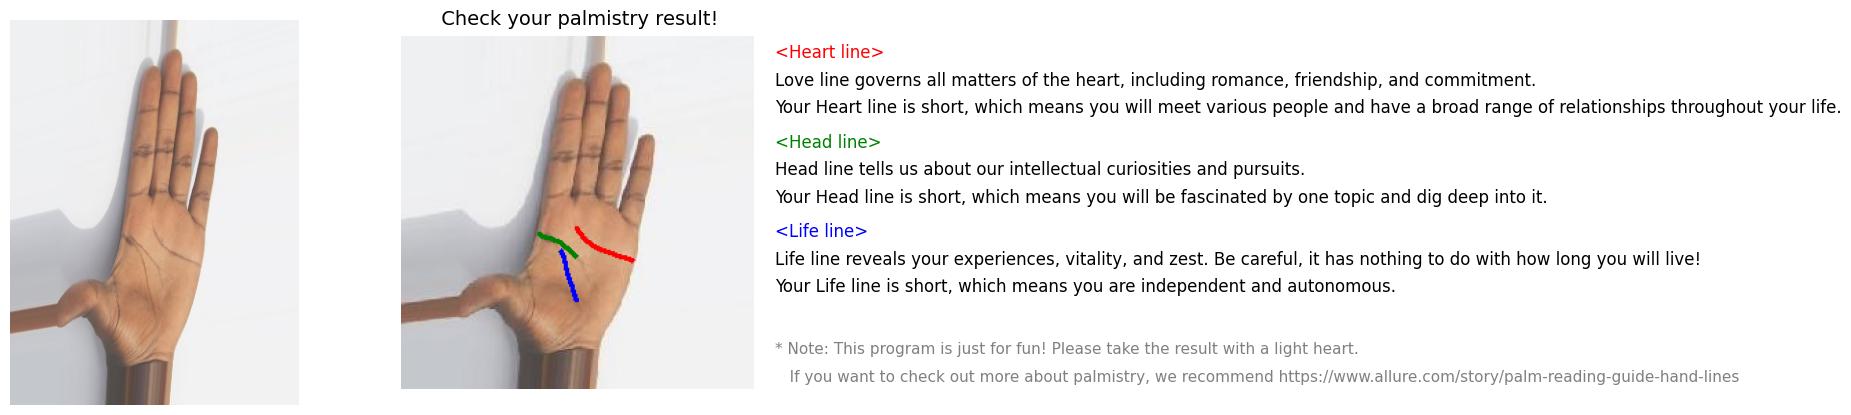 Check your palmistry result!
<Heart line>
Love line governs all matters of the heart, including romance, friendship, and commitment.
Your Heart line is short, which means you will meet various people and have a broad range of relationships throughout your life.
<Head line>
Head line tells us about our intellectual curiosities and pursuits.
Your Head line is short, which means you will be fascinated by one topic and dig deep into it.
<Life line>
Life line reveals your experiences, vitality, and zest. Be careful, it has nothing to do with how long you will live!
Your Life line is short, which means you are independent and autonomous.
* Note: This program is just for fun! Please take the result with a light heart.
If you want to check out more about palmistry, we recommend https://www.allure.com/story/palm-reading-guide-hand-lines